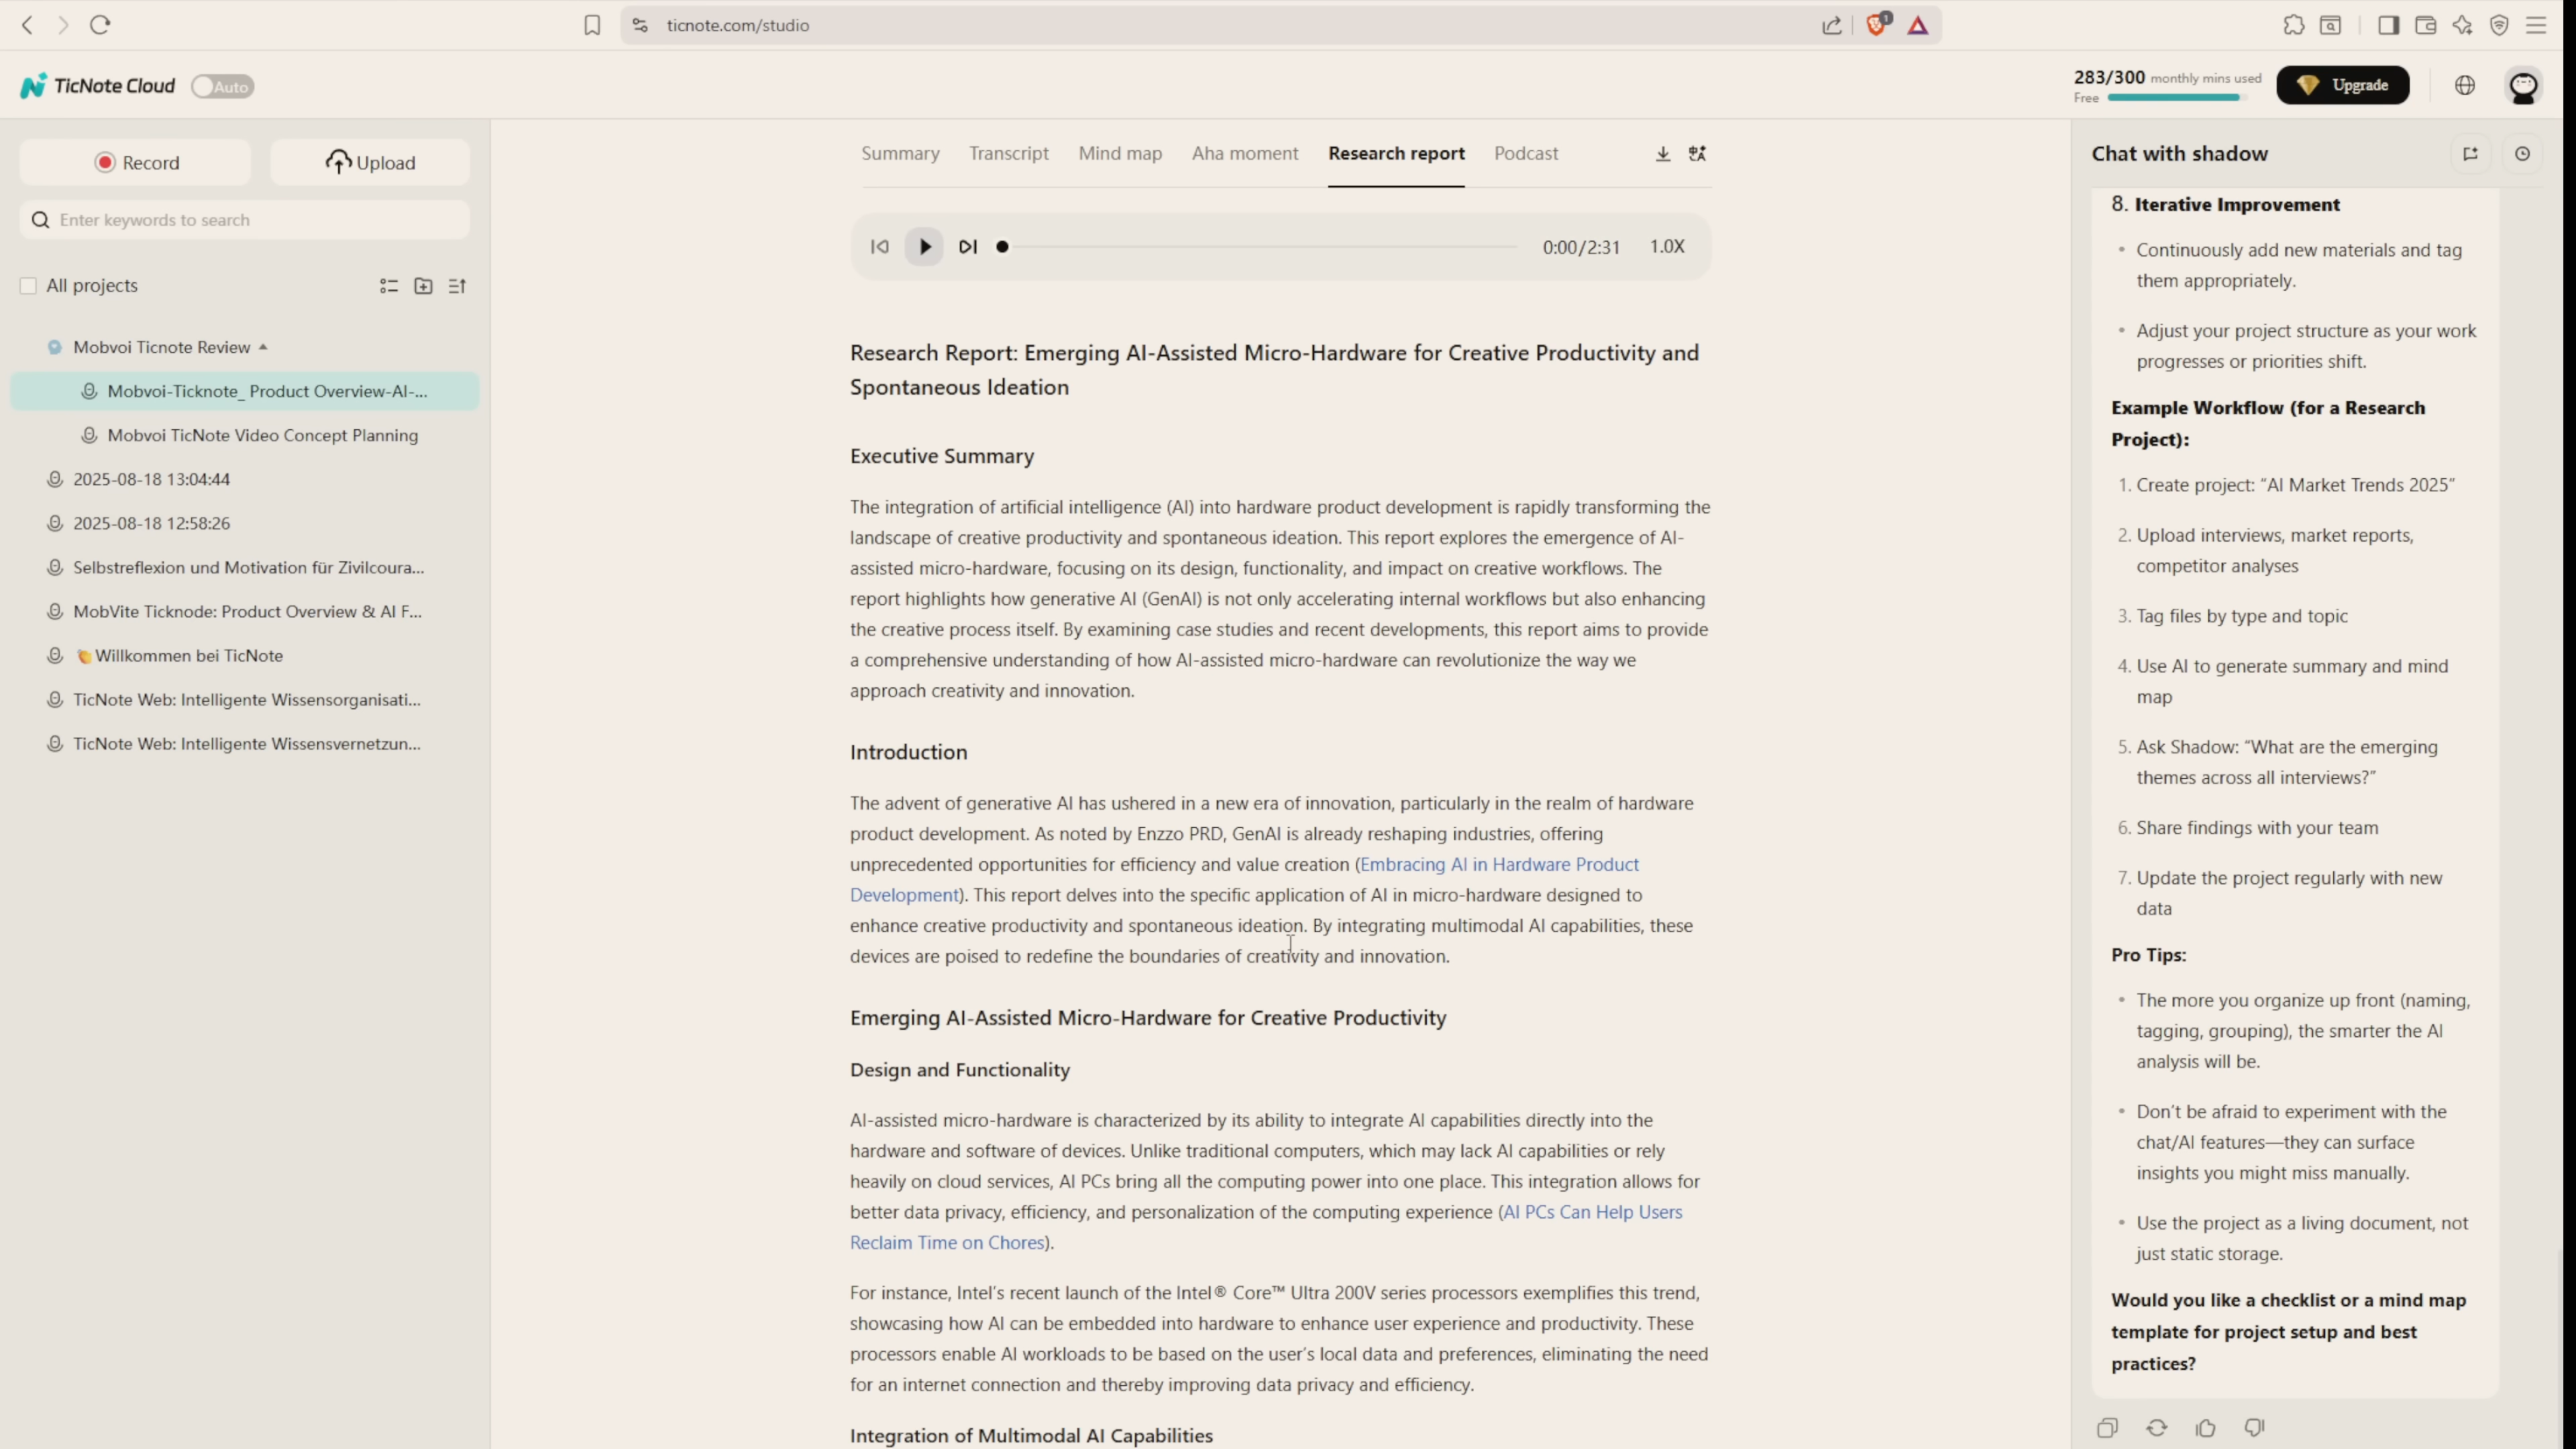 ticnote.com/studio
1
TicNote Cloud
Auto
283/300 monthly mins used
Free
Upgrade
Record
Upload
Enter keywords to search
All projects
Mobvoi Ticnote Review
Mobvoi-Ticknote_ Product Overview-AI-...
Mobvoi TicNote Video Concept Planning
2025-08-18 13:04:44
2025-08-18 12:58:26
Selbstreflexion und Motivation für Zivilcoura...
MobVite Ticknode: Product Overview & AI F...
👏Willkommen bei TicNote
TicNote Web: Intelligente Wissensorganisati...
TicNote Web: Intelligente Wissensvernetzun...
Summary
Transcript
Mind map
Aha moment
Research report
Podcast
0:00/2:31
1.0X
Research Report: Emerging AI-Assisted Micro-Hardware for Creative Productivity and
Spontaneous Ideation
Executive Summary
The integration of artificial intelligence (AI) into hardware product development is rapidly transforming the
landscape of creative productivity and spontaneous ideation. This report explores the emergence of AI-
assisted micro-hardware, focusing on its design, functionality, and impact on creative workflows. The
report highlights how generative AI (GenAI) is not only accelerating internal workflows but also enhancing
the creative process itself. By examining case studies and recent developments, this report aims to provide
a comprehensive understanding of how AI-assisted micro-hardware can revolutionize the way we
approach creativity and innovation.
Introduction
The advent of generative AI has ushered in a new era of innovation, particularly in the realm of hardware
product development. As noted by Enzzo PRD, GenAI is already reshaping industries, offering
unprecedented opportunities for efficiency and value creation (Embracing AI in Hardware Product
Development). This report delves into the specific application of AI in micro-hardware designed to
enhance creative productivity and spontaneous ideation. By integrating multimodal AI capabilities, these
devices are poised to redefine the boundaries of creativity and innovation.
Emerging AI-Assisted Micro-Hardware for Creative Productivity
Design and Functionality
AI-assisted micro-hardware is characterized by its ability to integrate AI capabilities directly into the
hardware and software of devices. Unlike traditional computers, which may lack AI capabilities or rely
heavily on cloud services, AI PCs bring all the computing power into one place. This integration allows for
better data privacy, efficiency, and personalization of the computing experience (AI PCs Can Help Users
Reclaim Time on Chores).
For instance, Intel's recent launch of the Intel® Core™ Ultra 200V series processors exemplifies this trend,
showcasing how AI can be embedded into hardware to enhance user experience and productivity. These
processors enable AI workloads to be based on the user's local data and preferences, eliminating the need
for an internet connection and thereby improving data privacy and efficiency.
Integration of Multimodal AI Capabilities
Chat with shadow
8. Iterative Improvement
• Continuously add new materials and tag
them appropriately.
• Adjust your project structure as your work
progresses or priorities shift.
Example Workflow (for a Research
Project):
1. Create project: “AI Market Trends 2025”
2. Upload interviews, market reports,
competitor analyses
3. Tag files by type and topic
4. Use AI to generate summary and mind
map
5. Ask Shadow: “What are the emerging
themes across all interviews?”
6. Share findings with your team
7. Update the project regularly with new
data
Pro Tips:
• The more you organize up front (naming,
tagging, grouping), the smarter the AI
analysis will be.
• Don't be afraid to experiment with the
chat/AI features—they can surface
insights you might miss manually.
• Use the project as a living document, not
just static storage.
Would you like a checklist or a mind map
template for project setup and best
practices?